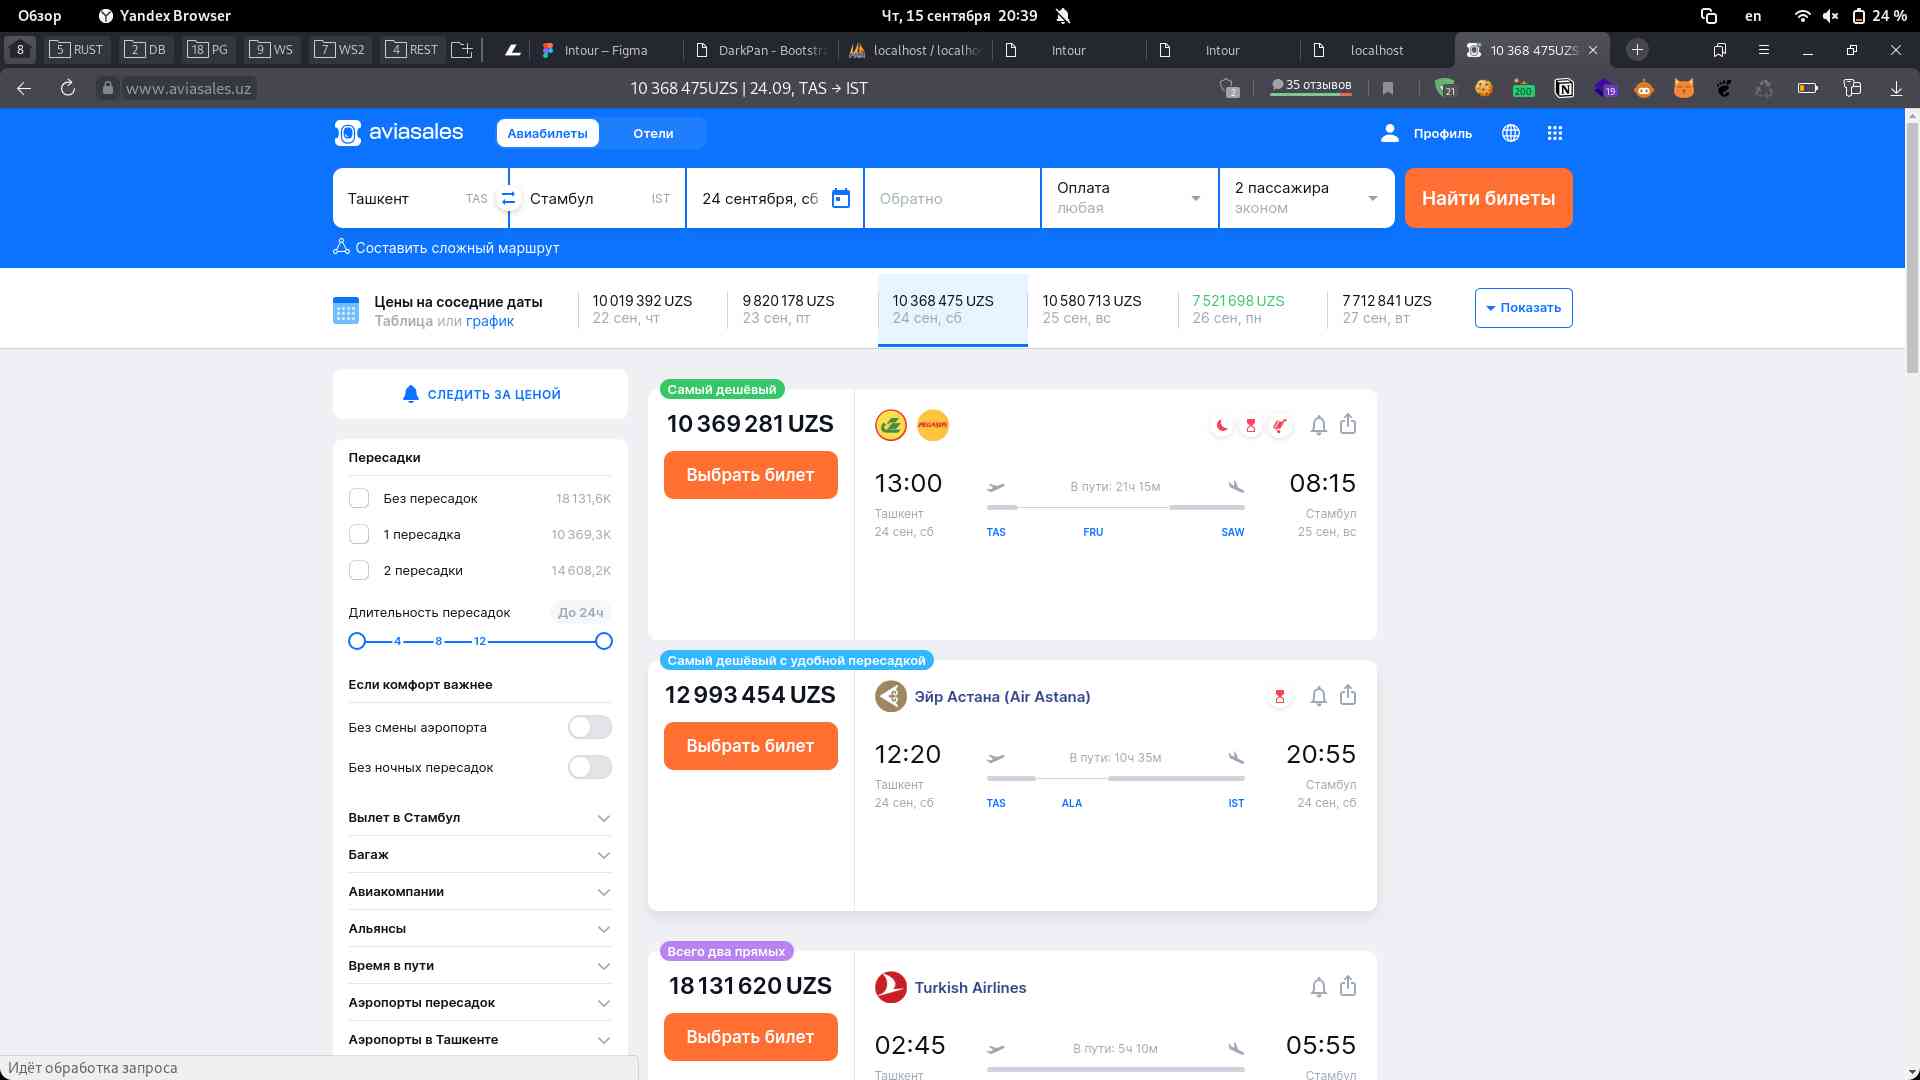 Обзор
Yandex Browser
Чт, 15 сентября 20:39
en
24 %
8
5 RUST
2 DB
18 PG
9 WS
7 WS2
4 REST
Intour – Figma
DarkPan - Bootstra
localhost / localho
Intour
Intour
localhost
10 368 475UZS
www.aviasales.uz
10 368 475UZS | 24.09, TAS → IST
2
35 отзывов
21
200
19
aviasales
Авиабилеты
Отели
Профиль
Ташкент TAS
Стамбул IST
24 сентября, сб
Обратно
Оплата
любая
2 пассажира
эконом
Найти билеты
Составить сложный маршрут
Цены на соседние даты
Таблица или график
10 019 392 UZS
22 сен, чт
9 820 178 UZS
23 сен, пт
10 368 475 UZS
24 сен, сб
10 580 713 UZS
25 сен, вс
7 521 698 UZS
26 сен, пн
7 712 841 UZS
27 сен, вт
Показать
СЛЕДИТЬ ЗА ЦЕНОЙ
Пересадки
Без пересадок 18 131,6K
1 пересадка 10 369,3K
2 пересадки 14 608,2K
Длительность пересадок До 24ч
4 8 12
Если комфорт важнее
Без смены аэропорта
Без ночных пересадок
Вылет в Стамбул
Багаж
Авиакомпании
Альянсы
Время в пути
Аэропорты пересадок
Аэропорты в Ташкенте
Самый дешёвый
10 369 281 UZS
Выбрать билет
PEGASUS
13:00
В пути: 21ч 15м
08:15
Ташкент
Стамбул
24 сен, сб
TAS
FRU
SAW
25 сен, вс
Самый дешёвый с удобной пересадкой
12 993 454 UZS
Выбрать билет
Эйр Астана (Air Astana)
12:20
В пути: 10ч 35м
20:55
Ташкент
Стамбул
24 сен, сб
TAS
ALA
IST
24 сен, сб
Всего два прямых
18 131 620 UZS
Выбрать билет
Turkish Airlines
02:45
В пути: 5ч 10м
05:55
Ташкент
Стамбул
Идёт обработка запроса